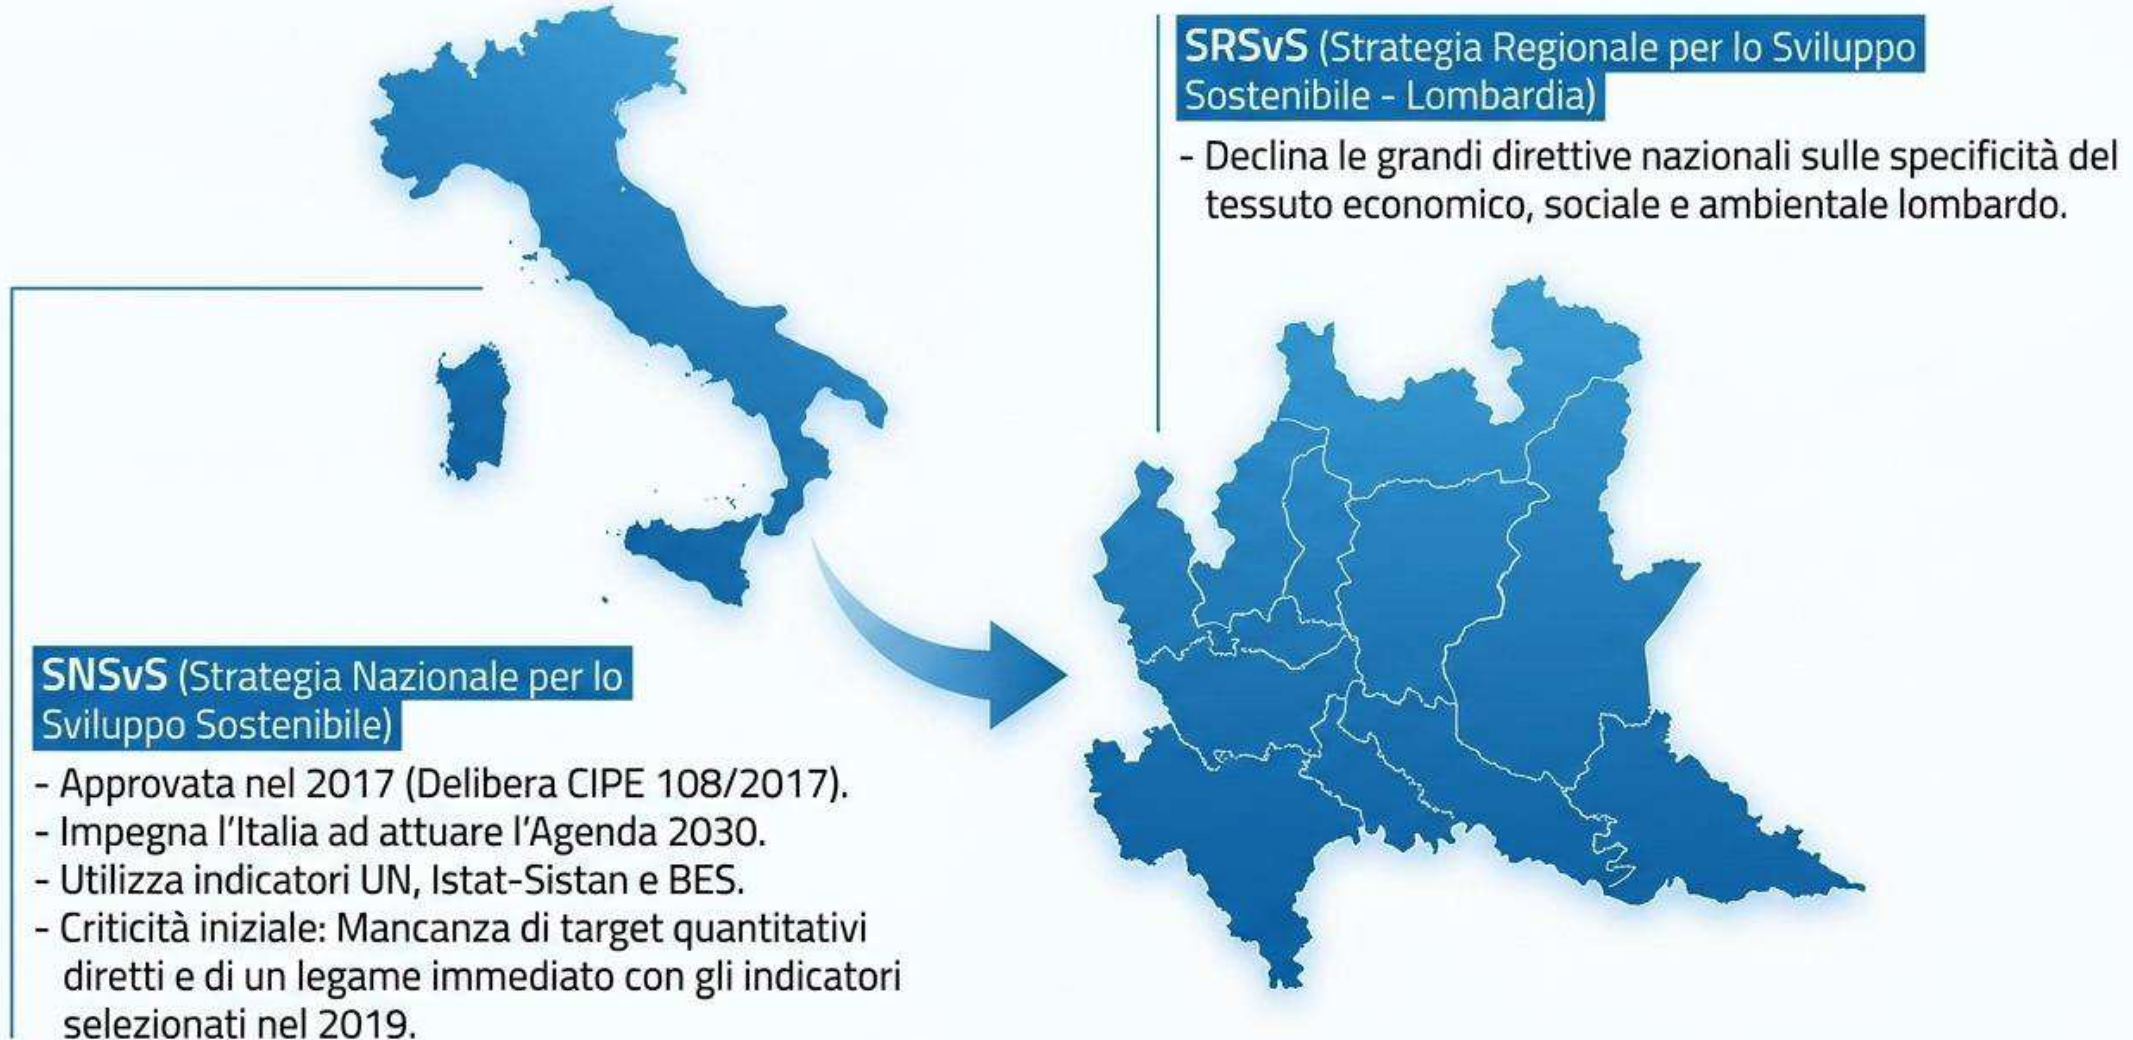 SRSvS (Strategia Regionale per lo Sviluppo
Sostenibile - Lombardia)
- Declina le grandi direttive nazionali sulle specificità del
tessuto economico, sociale e ambientale lombardo.
SNSvS (Strategia Nazionale per lo
Sviluppo Sostenibile)
- Approvata nel 2017 (Delibera CIPE 108/2017).
- Impegna l'Italia ad attuare l'Agenda 2030.
- Utilizza indicatori UN, Istat-Sistan e BES.
- Criticità iniziale: Mancanza di target quantitativi
diretti e di un legame immediato con gli indicatori
selezionati nel 2019.